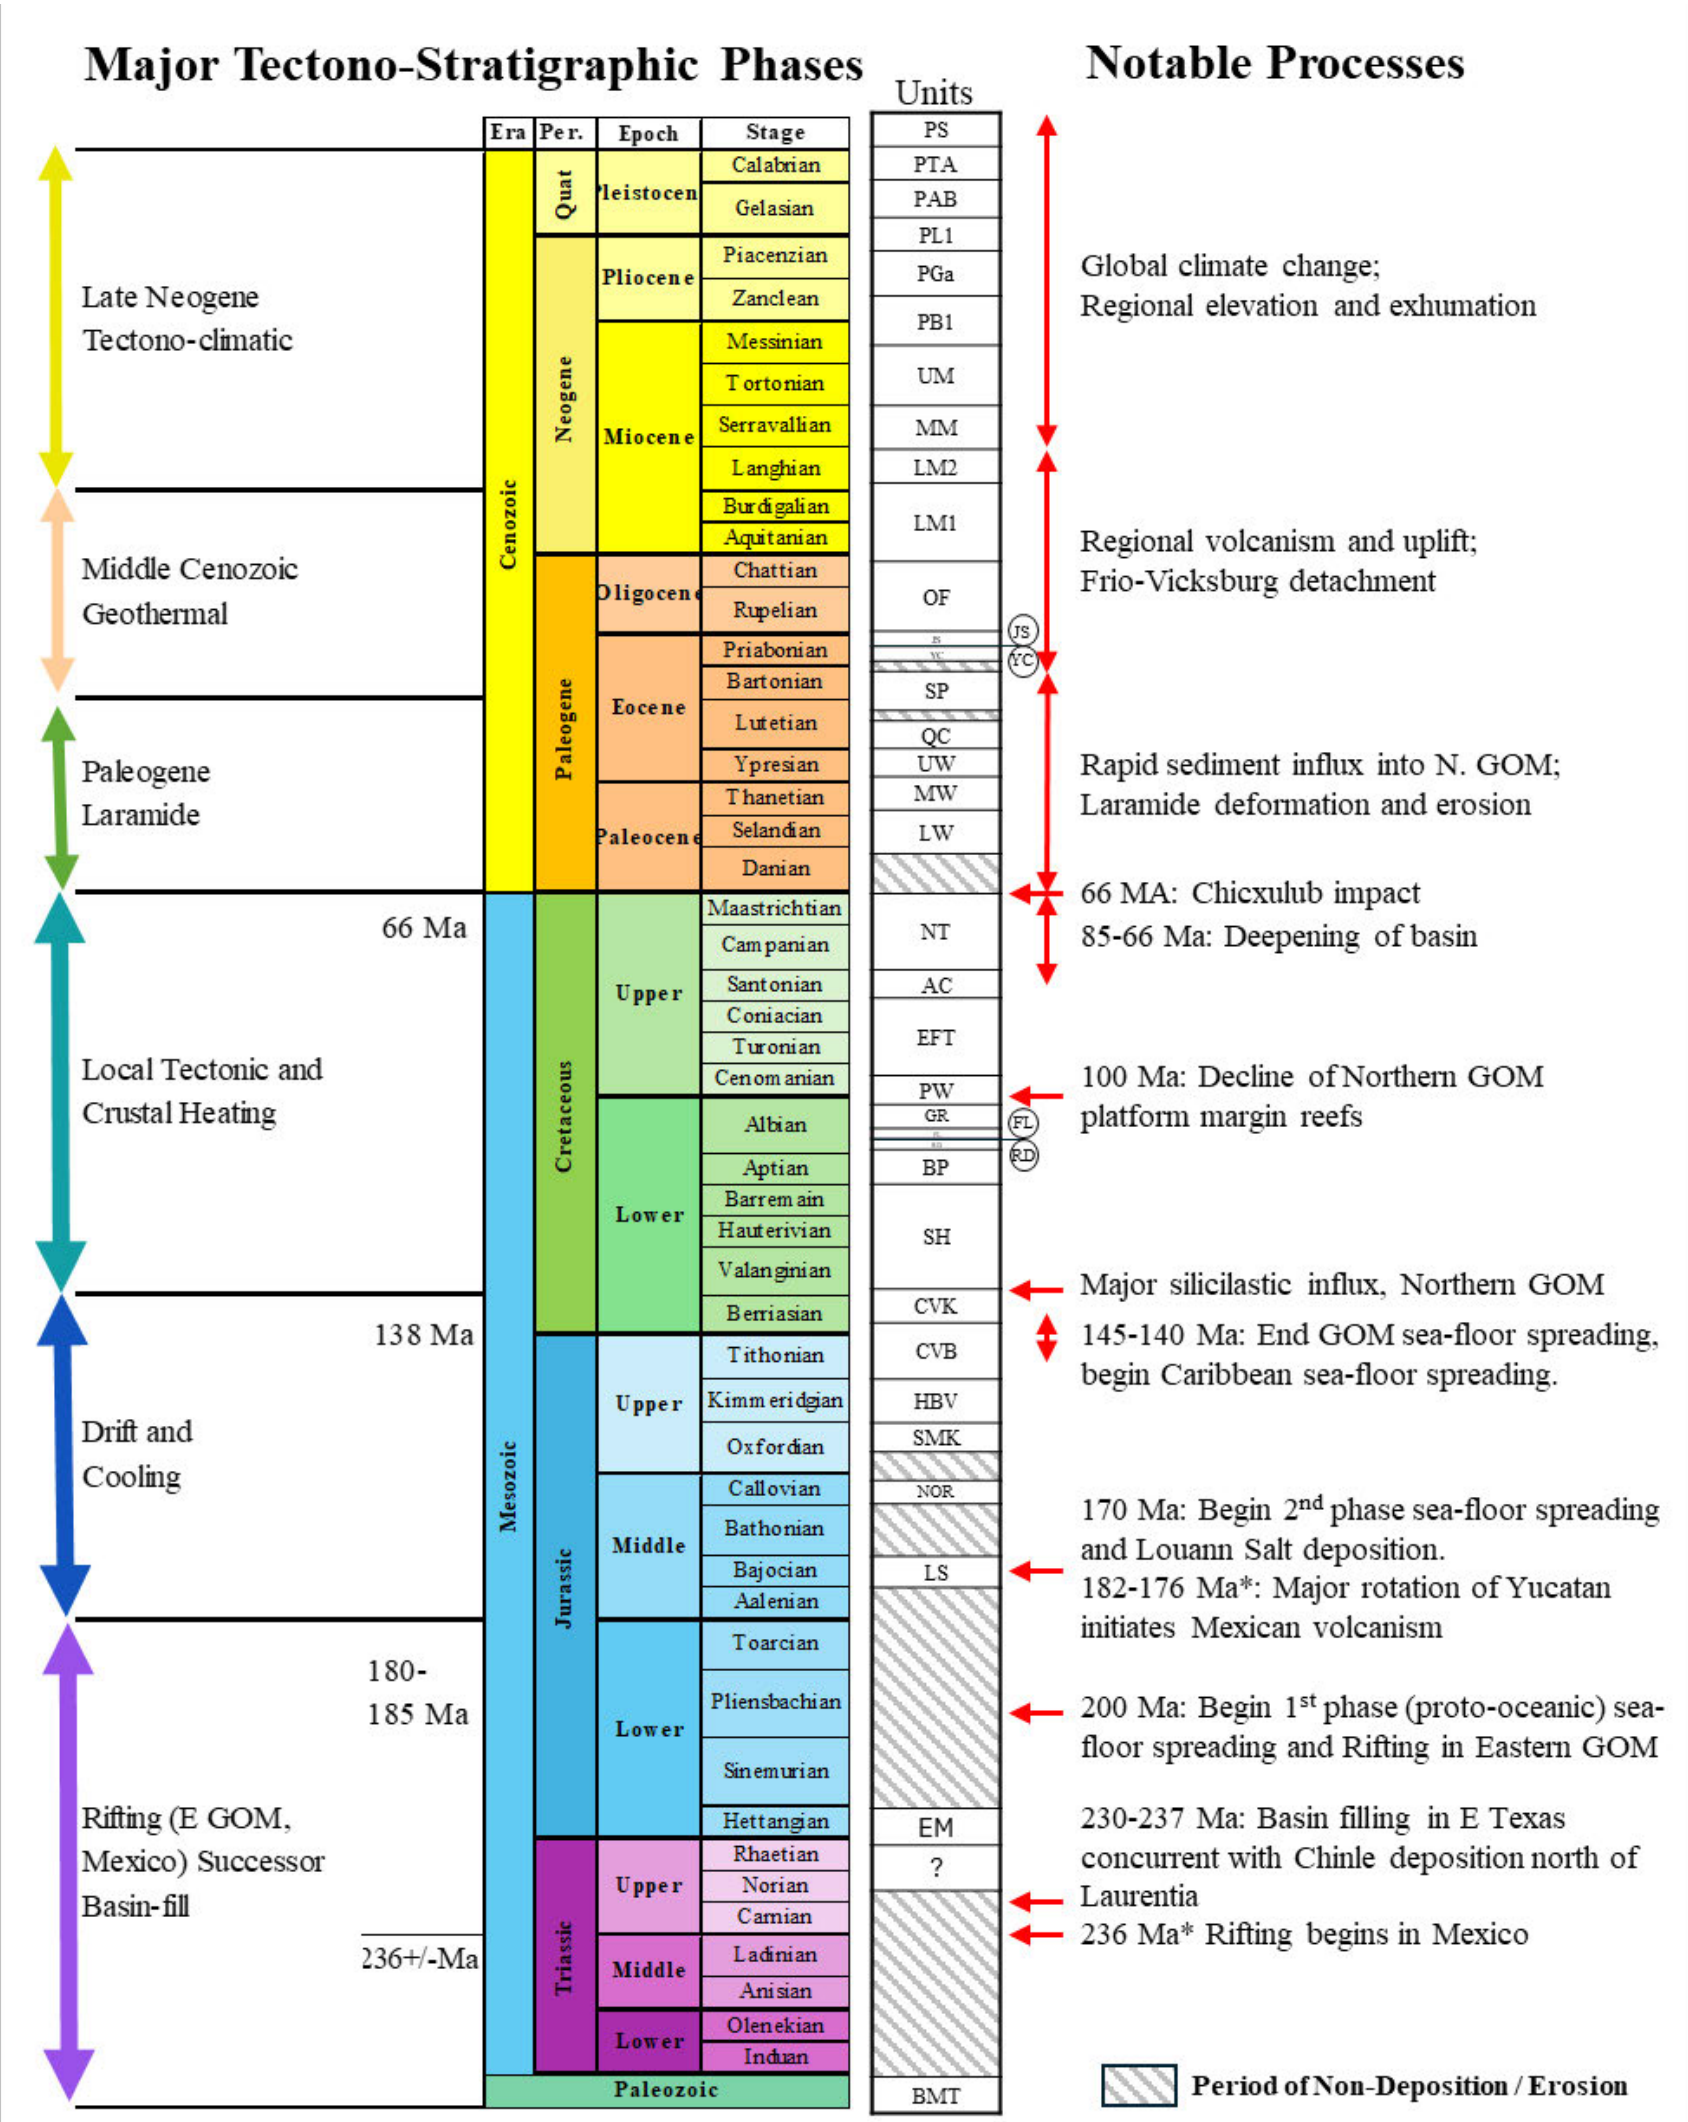 Major Tectono-Stratigraphic Phases
Notable Processes
Units
Era
Per.
Epoch
Stage
Late Neogene
Tectono-climatic
Middle Cenozoic
Geothermal
Paleogene
Laramide
66 Ma
Local Tectonic and
Crustal Heating
138 Ma
Drift and
Cooling
180-
185 Ma
Rifting (E GOM,
Mexico) Successor
Basin-fill
236+/-Ma
Cenozoic
Mesozoic
Paleozoic
Quat
Neogene
Paleogene
Cretaceous
Jurassic
Triassic
Pleistocen
Pliocene
Miocene
Oligocene
Eocene
Paleocene
Upper
Lower
Upper
Middle
Lower
Upper
Middle
Lower
Calabrian
Gelasian
Piacenzian
Zanclean
Messinian
Tortonian
Serravallian
Langhian
Burdigalian
Aquitanian
Chattian
Rupelian
Priabonian
Bartonian
Lutetian
Ypresian
Thanetian
Selandian
Danian
Maastrichtian
Campanian
Santonian
Coniacian
Turonian
Cenomanian
Albian
Aptian
Barremain
Hauterivian
Valanginian
Berriasian
Tithonian
Kimmeridgian
Oxfordian
Callovian
Bathonian
Bajocian
Aalenian
Toarcian
Pliensbachian
Sinemurian
Hettangian
Rhaetian
Norian
Carnian
Ladinian
Anisian
Olenekian
Induan
PS
PTA
PAB
PL1
PGa
PB1
UM
MM
LM2
LM1
OF
JS
YC
JS
YC
SP
QC
UW
MW
LW
NT
AC
EFT
PW
GR
FL
RD
BP
SH
CVK
CVB
HBV
SMK
NOR
LS
EM
?
BMT
Global climate change;
Regional elevation and exhumation
Regional volcanism and uplift;
Frio-Vicksburg detachment
Rapid sediment influx into N. GOM;
Laramide deformation and erosion
66 MA: Chicxulub impact
85-66 Ma: Deepening of basin
100 Ma: Decline of Northern GOM
platform margin reefs
Major silicilastic influx, Northern GOM
145-140 Ma: End GOM sea-floor spreading,
begin Caribbean sea-floor spreading.
170 Ma: Begin 2nd phase sea-floor spreading
and Louann Salt deposition.
182-176 Ma*: Major rotation of Yucatan
initiates Mexican volcanism
200 Ma: Begin 1st phase (proto-oceanic) sea-
floor spreading and Rifting in Eastern GOM
230-237 Ma: Basin filling in E Texas
concurrent with Chinle deposition north of
Laurentia
236 Ma* Rifting begins in Mexico
Period of Non-Deposition / Erosion